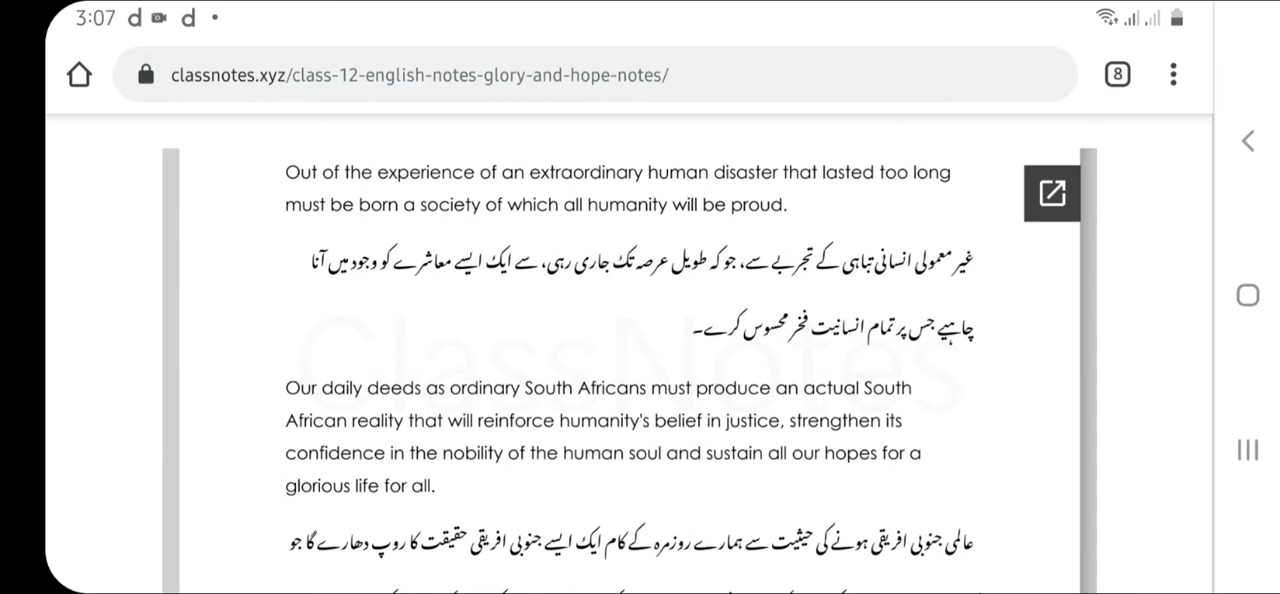 3:07 d d •
classnotes.xyz/class-12-english-notes-glory-and-hope-notes/
8
Out of the experience of an extraordinary human disaster that lasted too long
must be born a society of which all humanity will be proud.
غیر معمولی انسانی تباہی کے تجربے سے، جو کہ طویل عرصہ تک جاری رہی، سے ایک ایسے معاشرے کو وجود میں آنا
چاہیے جس پر تمام انسانیت فخر محسوس کرے۔
ClassNotes
Our daily deeds as ordinary South Africans must produce an actual South
African reality that will reinforce humanity's belief in justice, strengthen its
confidence in the nobility of the human soul and sustain all our hopes for a
glorious life for all.
عالمی جنوبی افریقی ہونے کی حیثیت سے ہمارے روزمرہ کے کام ایک ایسے جنوبی افریقی حقیقت کا روپ دھارے گا جو